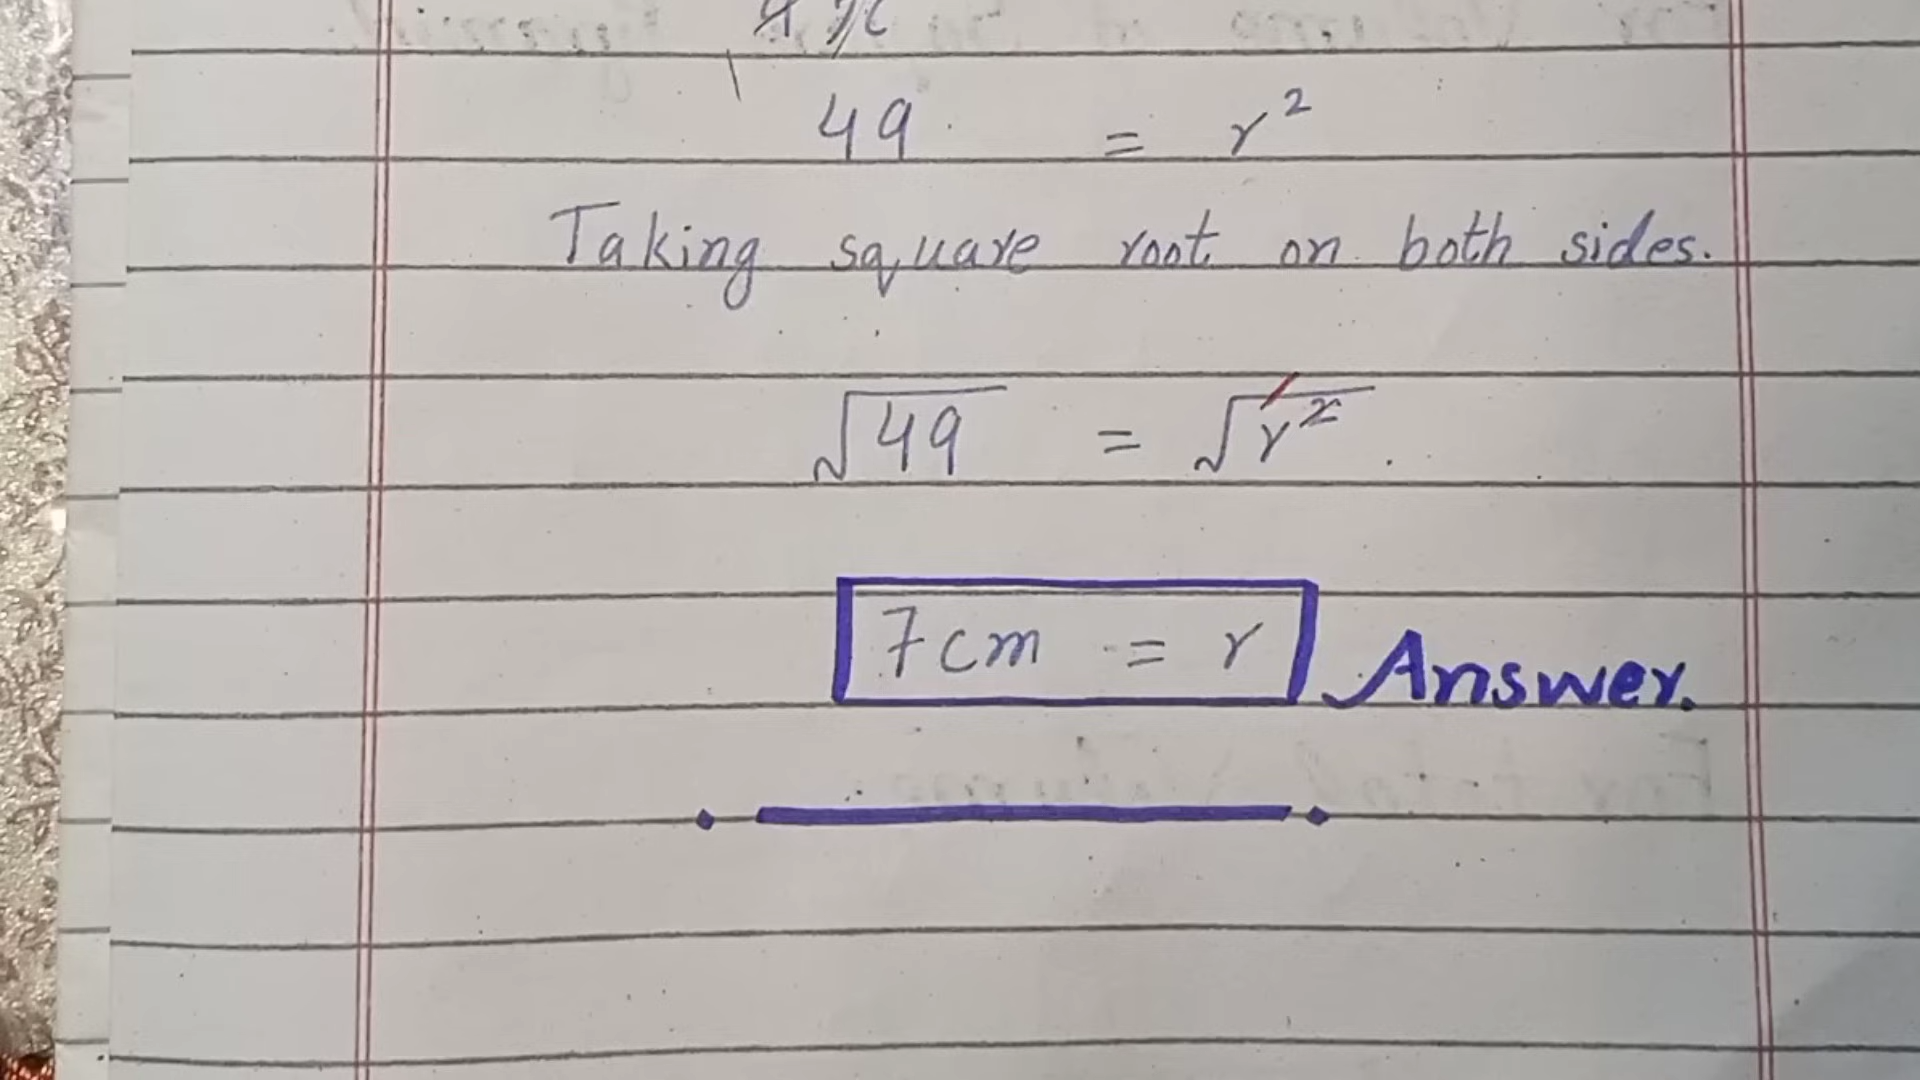 49 = r²
Taking square root on both sides.
√49 = √r²
7cm = r Answer.